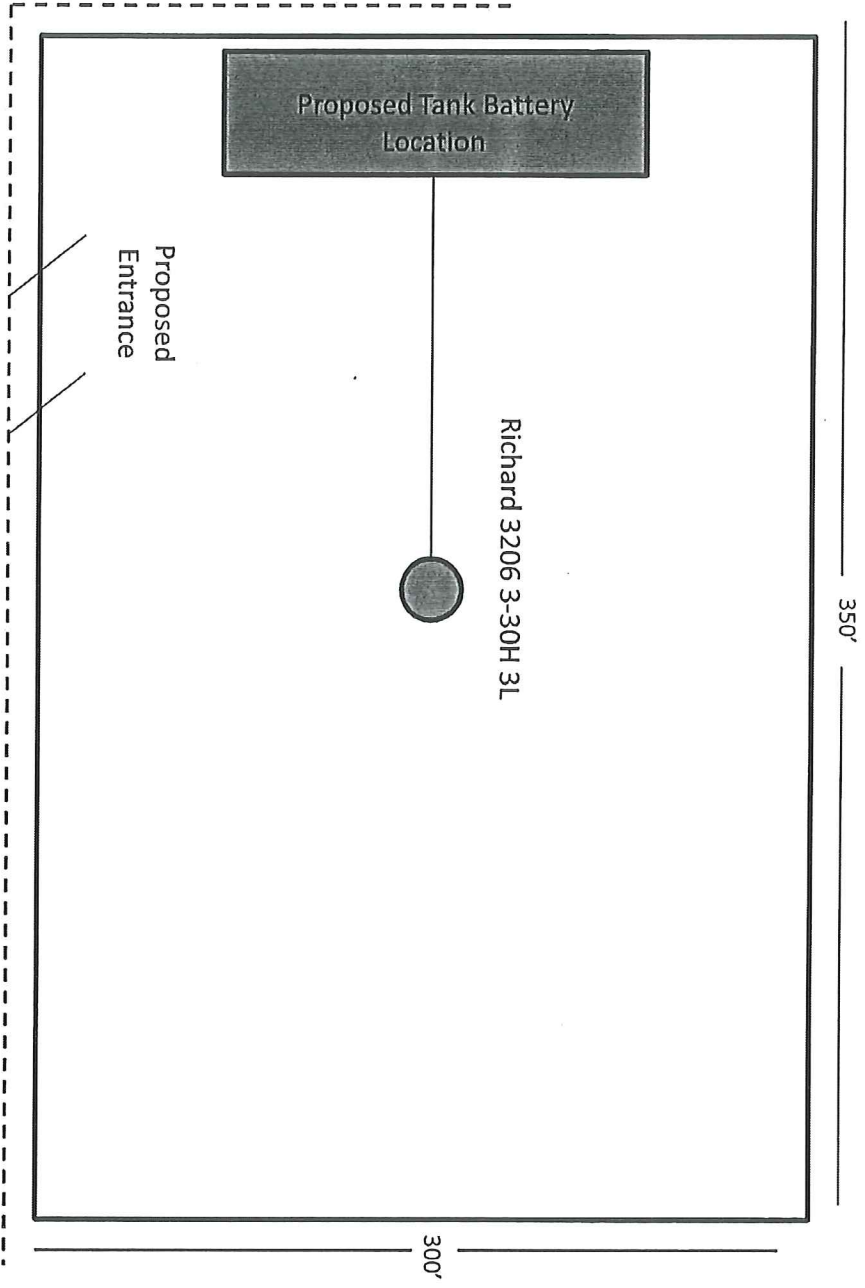 Proposed Tank Battery
Location
Proposed
Entrance
Richard 3206 3-30H 3L
350'
300'